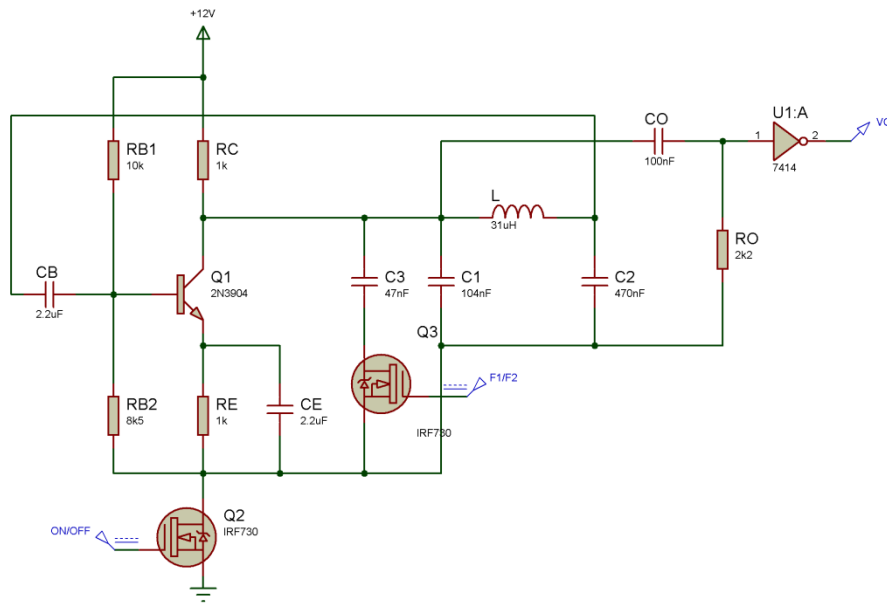 +12V
RB1
10k
RC
1k
CO
100nF
U1:A
1
2
7414
L
31uH
RO
2k2
CB
2.2uF
Q1
2N3904
C3
47nF
C1
104nF
C2
470nF
Q3
F1/F2
IRF730
RB2
8k5
RE
1k
CE
2.2uF
Q2
IRF730
ON/OFF